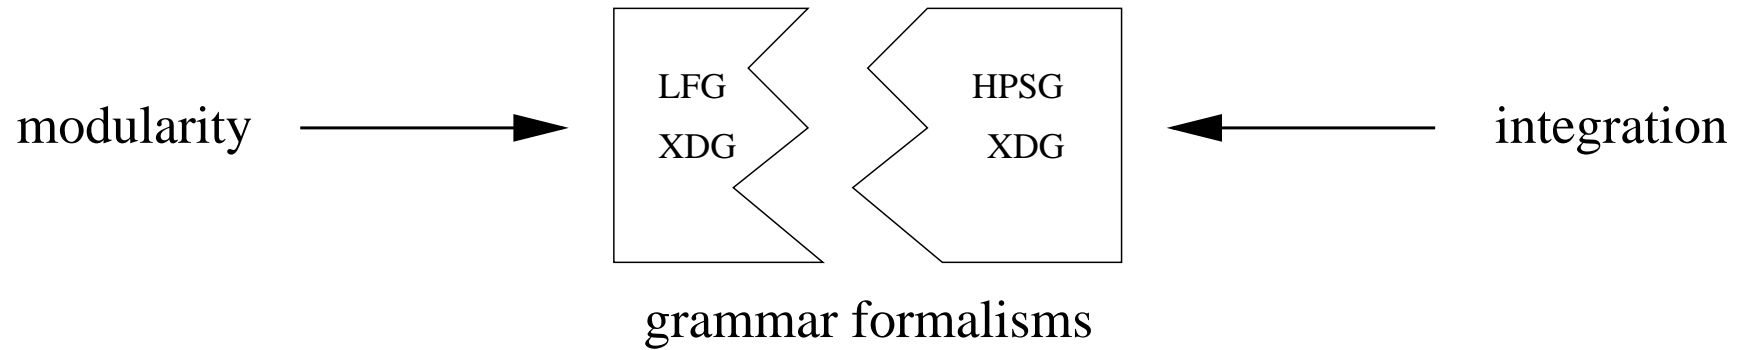 LFG HPSG
modularity integration
XDG XDG
grammar formalisms